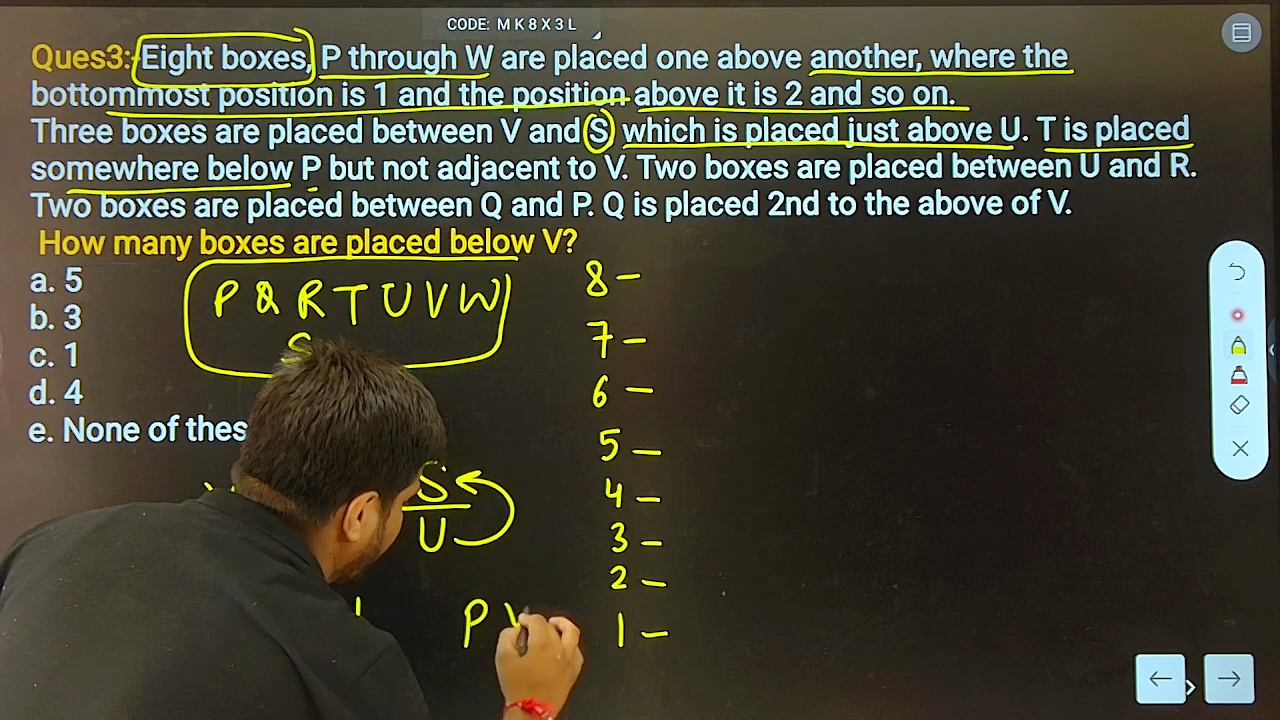 CODE: MK8X3L
Ques3:-Eight boxes, P through W are placed one above another, where the
bottommost position is 1 and the position above it is 2 and so on.
Three boxes are placed between V and S which is placed just above U. T is placed
somewhere below P but not adjacent to V. Two boxes are placed between U and R.
Two boxes are placed between Q and P. Q is placed 2nd to the above of V.
How many boxes are placed below V?
a. 5
b. 3
c. 1
d. 4
e. None of thes
P Q R T U V W
S
8 -
7 -
6 -
5 -
4 -
3 -
2 -
1 -
S
U
P